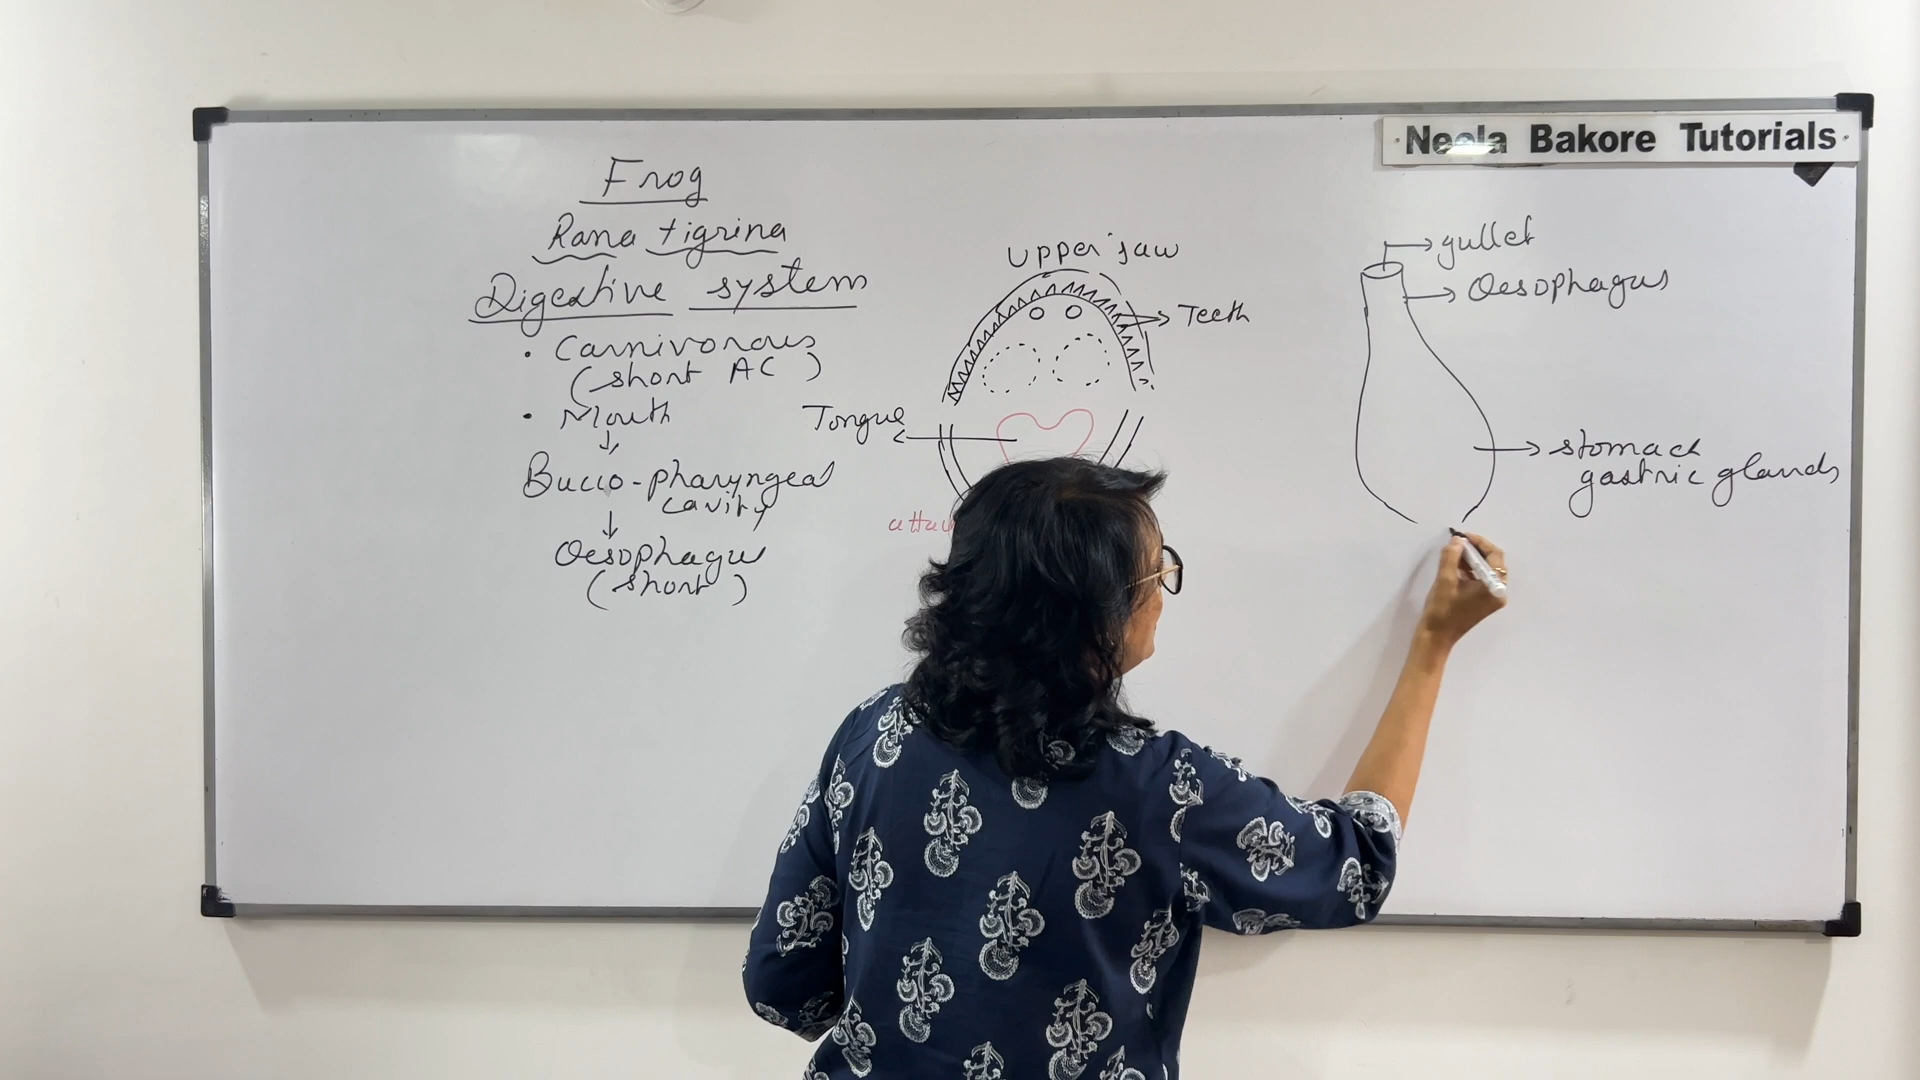 Neela Bakore Tutorials
Frog
Rana tigrina
Digestive system
• Carnivorous
(short AC)
• Mouth
↓
Bucco-pharyngeal
cavity
↓
Oesophagus
(short)
Upper jaw
→ Teeth
Tongue
→ gullet
→ Oesophagus
→ stomach
gastric glands